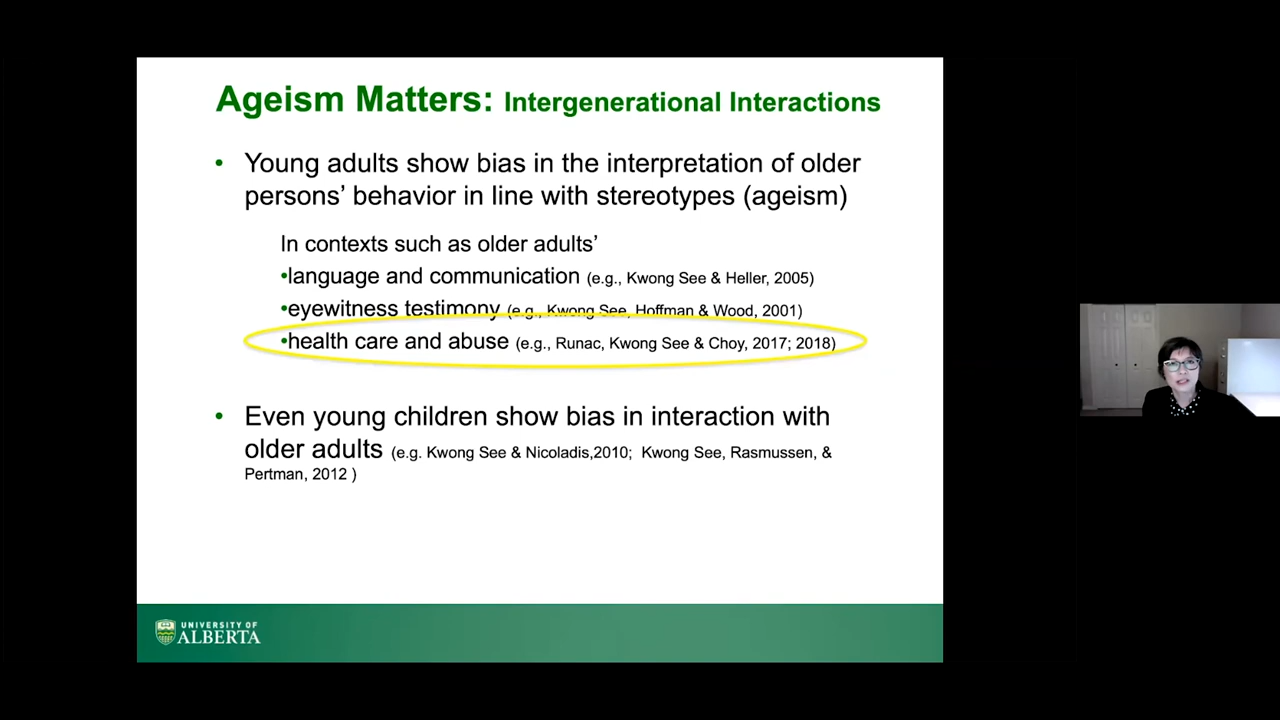 Ageism Matters: Intergenerational Interactions
• Young adults show bias in the interpretation of older
persons’ behavior in line with stereotypes (ageism)
In contexts such as older adults’
•language and communication (e.g., Kwong See & Heller, 2005)
•eyewitness testimony (e.g., Kwong See, Hoffman & Wood, 2001)
•health care and abuse (e.g., Runac, Kwong See & Choy, 2017; 2018)
• Even young children show bias in interaction with
older adults (e.g. Kwong See & Nicoladis,2010; Kwong See, Rasmussen, &
Pertman, 2012 )
UNIVERSITY OF
ALBERTA